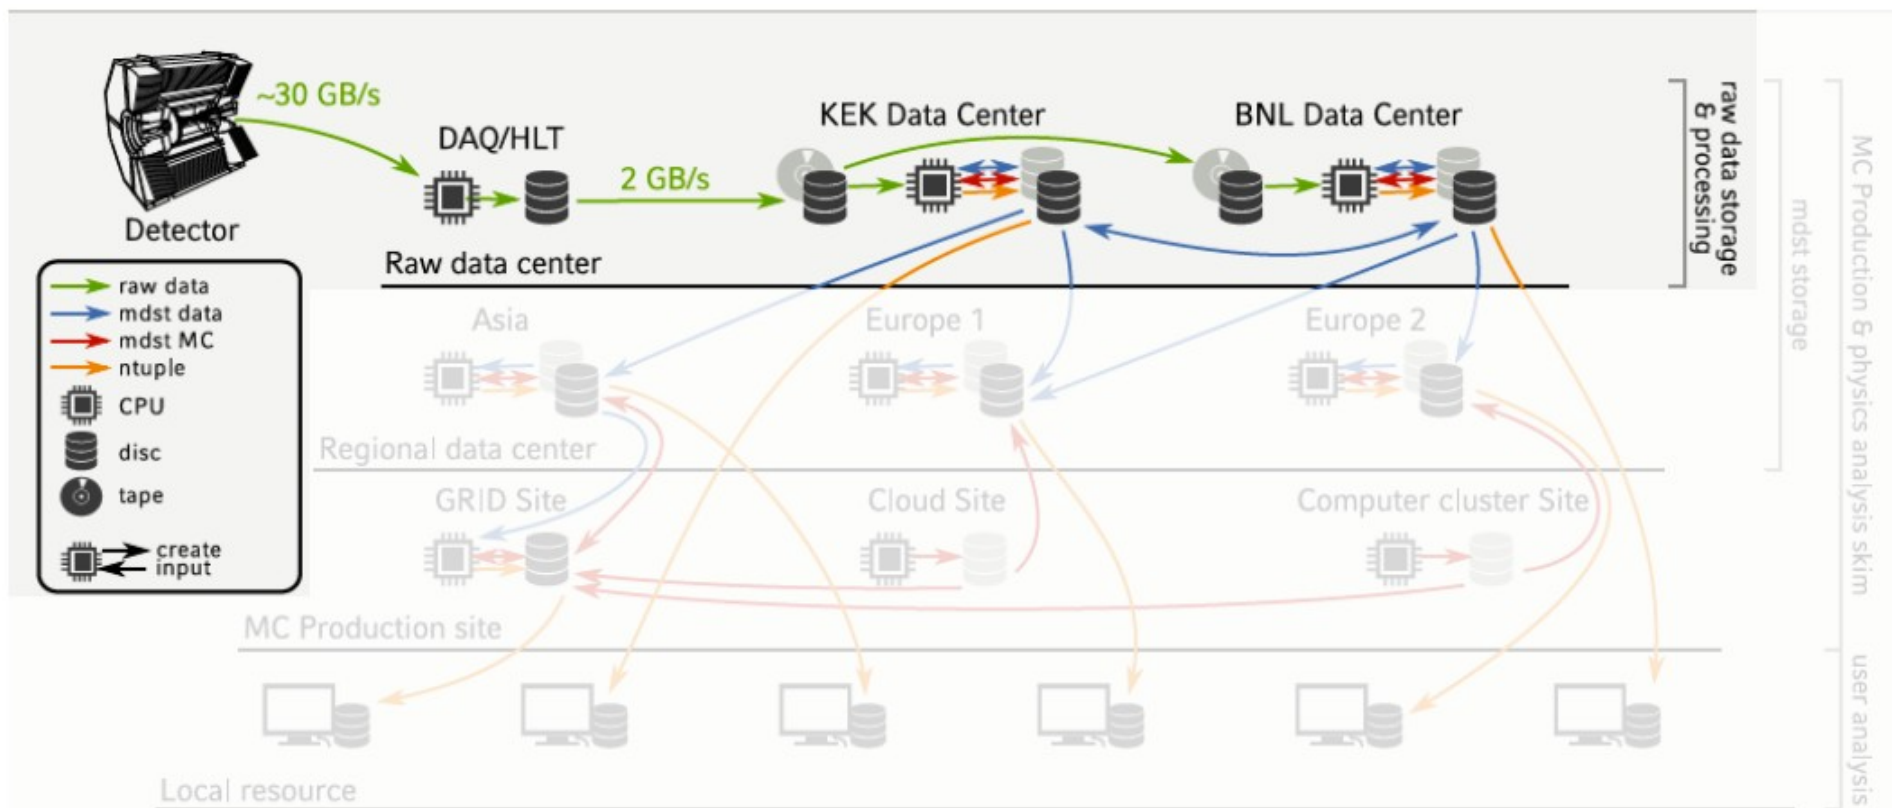 ~30 GB/s
KEK Data Center
BNL Data Center
DAQ/HLT
2 GB/s
Detector
Raw data center
raw data storage
& processing
mdst storage
MC Production & physics analysis skim
user analysis
raw data
mdst data
mdst MC
ntuple
CPU
disc
tape
create
input
Asia
Europe 1
Europe 2
Regional data center
GRID Site
Cloud Site
Computer cluster Site
MC Production site
Local resource